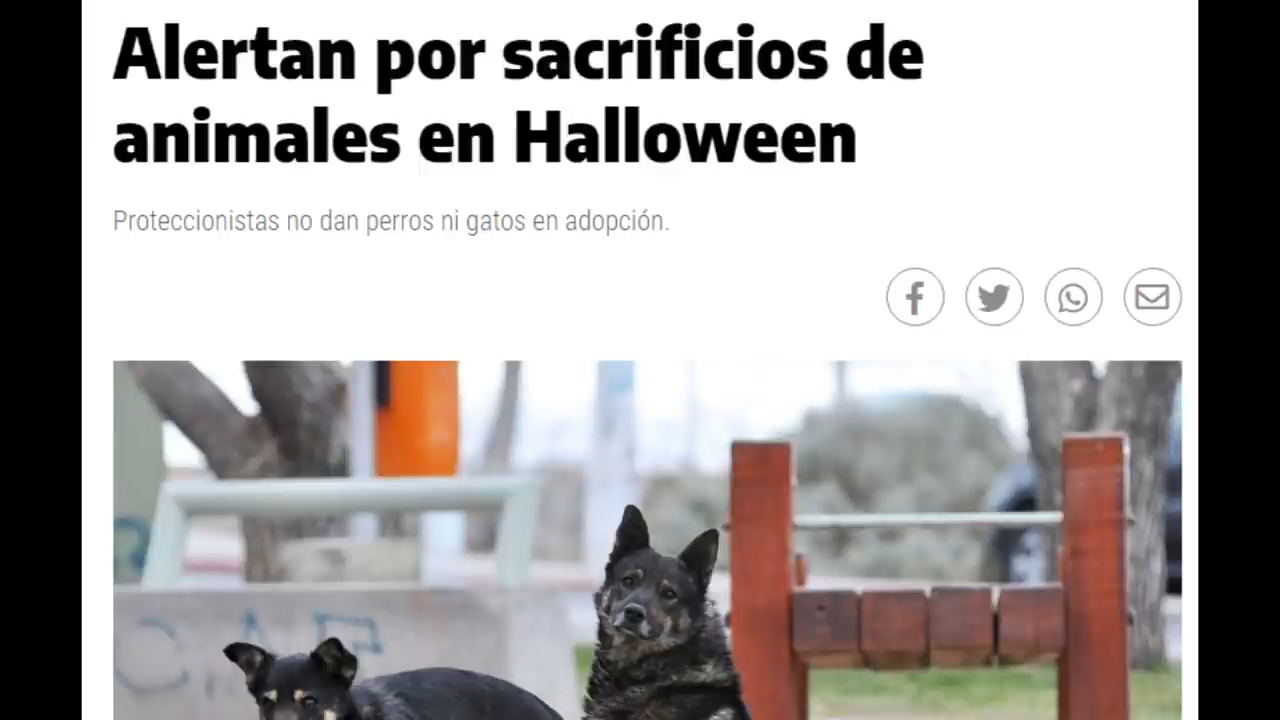 Alertan por sacrificios de
animales en Halloween
Proteccionistas no dan perros ni gatos en adopción.